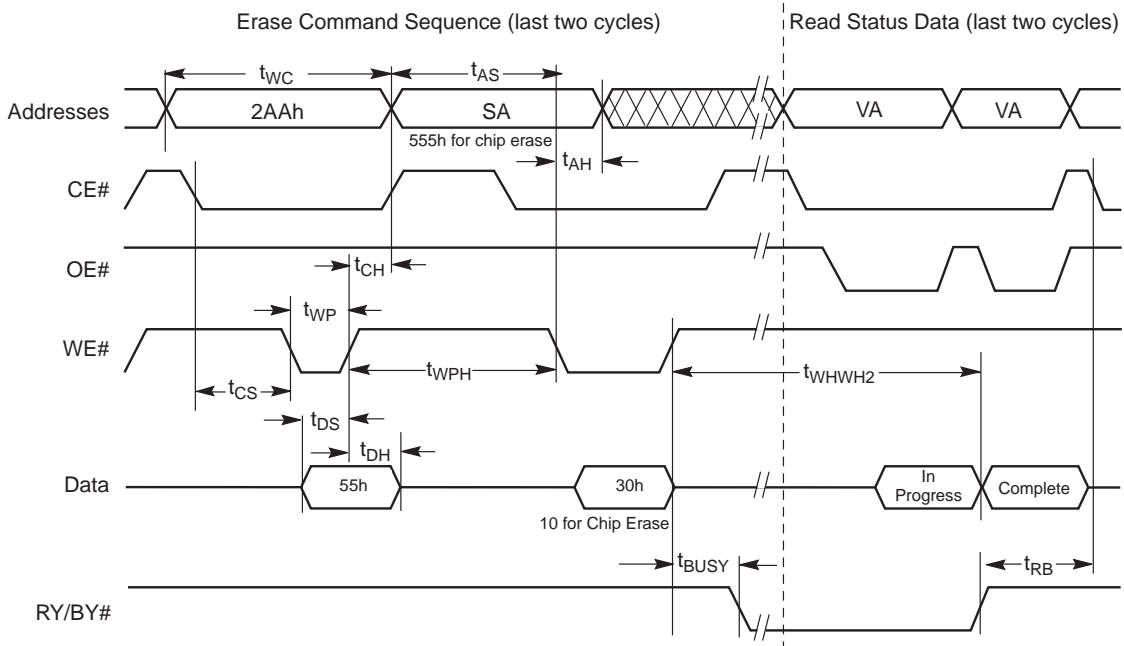 Erase Command Sequence (last two cycles)
Read Status Data (last two cycles)
tWC
tAS
Addresses
2AAh
SA
VA
VA
555h for chip erase
tAH
CE#
OE#
tCH
tWP
WE#
tWPH
tWHWH2
tCS
tDS
tDH
Data
55h
30h
In
Progress
Complete
10 for Chip Erase
tBUSY
tRB
RY/BY#